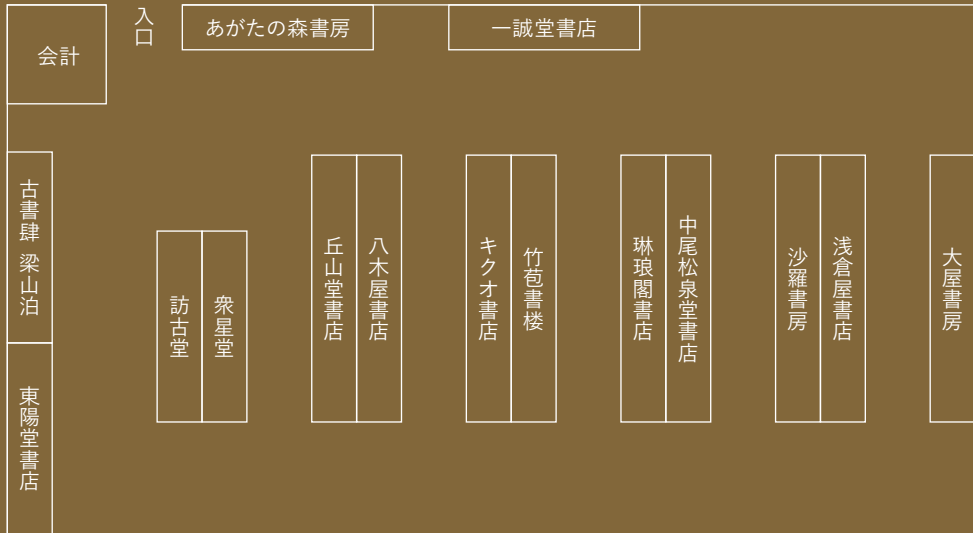 会計
入口
あがたの森書房
一誠堂書店
古書肆 梁山泊
東陽堂書店
訪古堂
衆星堂
丘山堂書店
八木屋書店
キクオ書店
竹苞書楼
琳琅閣書店
中尾松泉堂書店
沙羅書房
浅倉屋書店
大屋書房